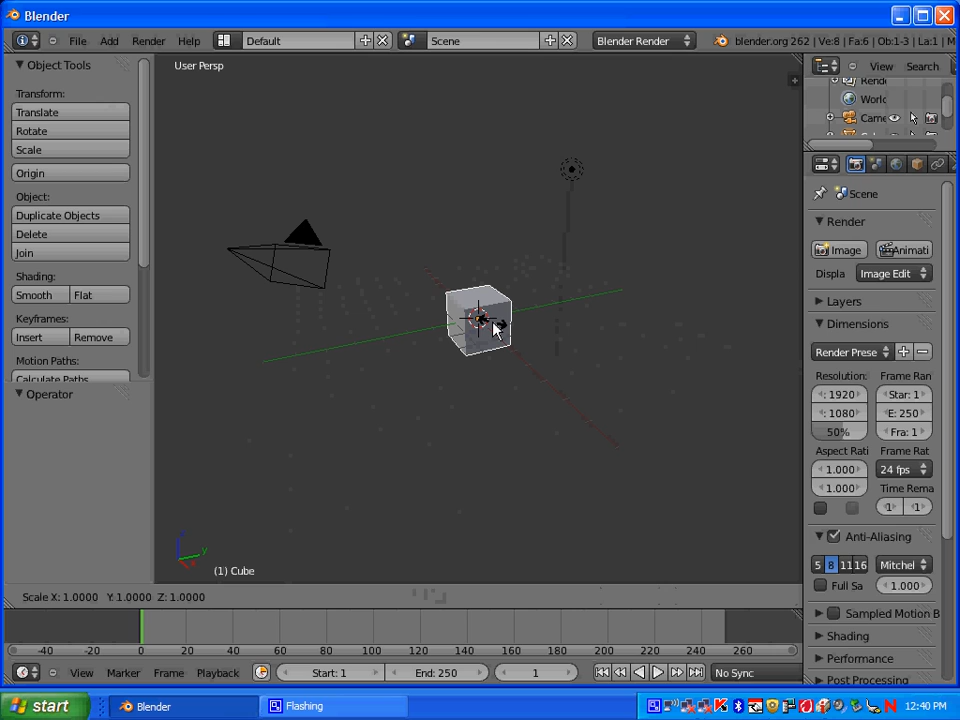 Blender
File Add Render Help Default Scene Blender Render blender.org 262 | Ve:8 | Fa:6 | Ob:1-3 | La:1 | M
Object Tools
User Persp
View Search
Transform:
Translate
Rotate
Scale
Origin
Object:
Duplicate Objects
Delete
Join
Shading:
Smooth Flat
Keyframes:
Insert Remove
Motion Paths:
Calculate Paths
Operator
Rende
World
Came
Scene
Render
Image Animati
Displa Image Edit
Layers
Dimensions
Render Prese
Resolution: Frame Ran
: 1920 Star: 1
: 1080 E: 250
50% Fra: 1
Aspect Rati Frame Rat
1.000 24 fps
Time Rema
1.000 1 1
Anti-Aliasing
5 8 11 16 Mitchel
Full Sa 1.000
Sampled Motion B
Shading
Performance
Post Processing
y
(1) Cube
Scale X: 1.0000 Y: 1.0000 Z: 1.0000
-40 -20 0 20 40 60 80 100 120 140 160 180 200 220 240 260
View Marker Frame Playback Start: 1 End: 250 1 No Sync
start Blender Flashing 12:40 PM